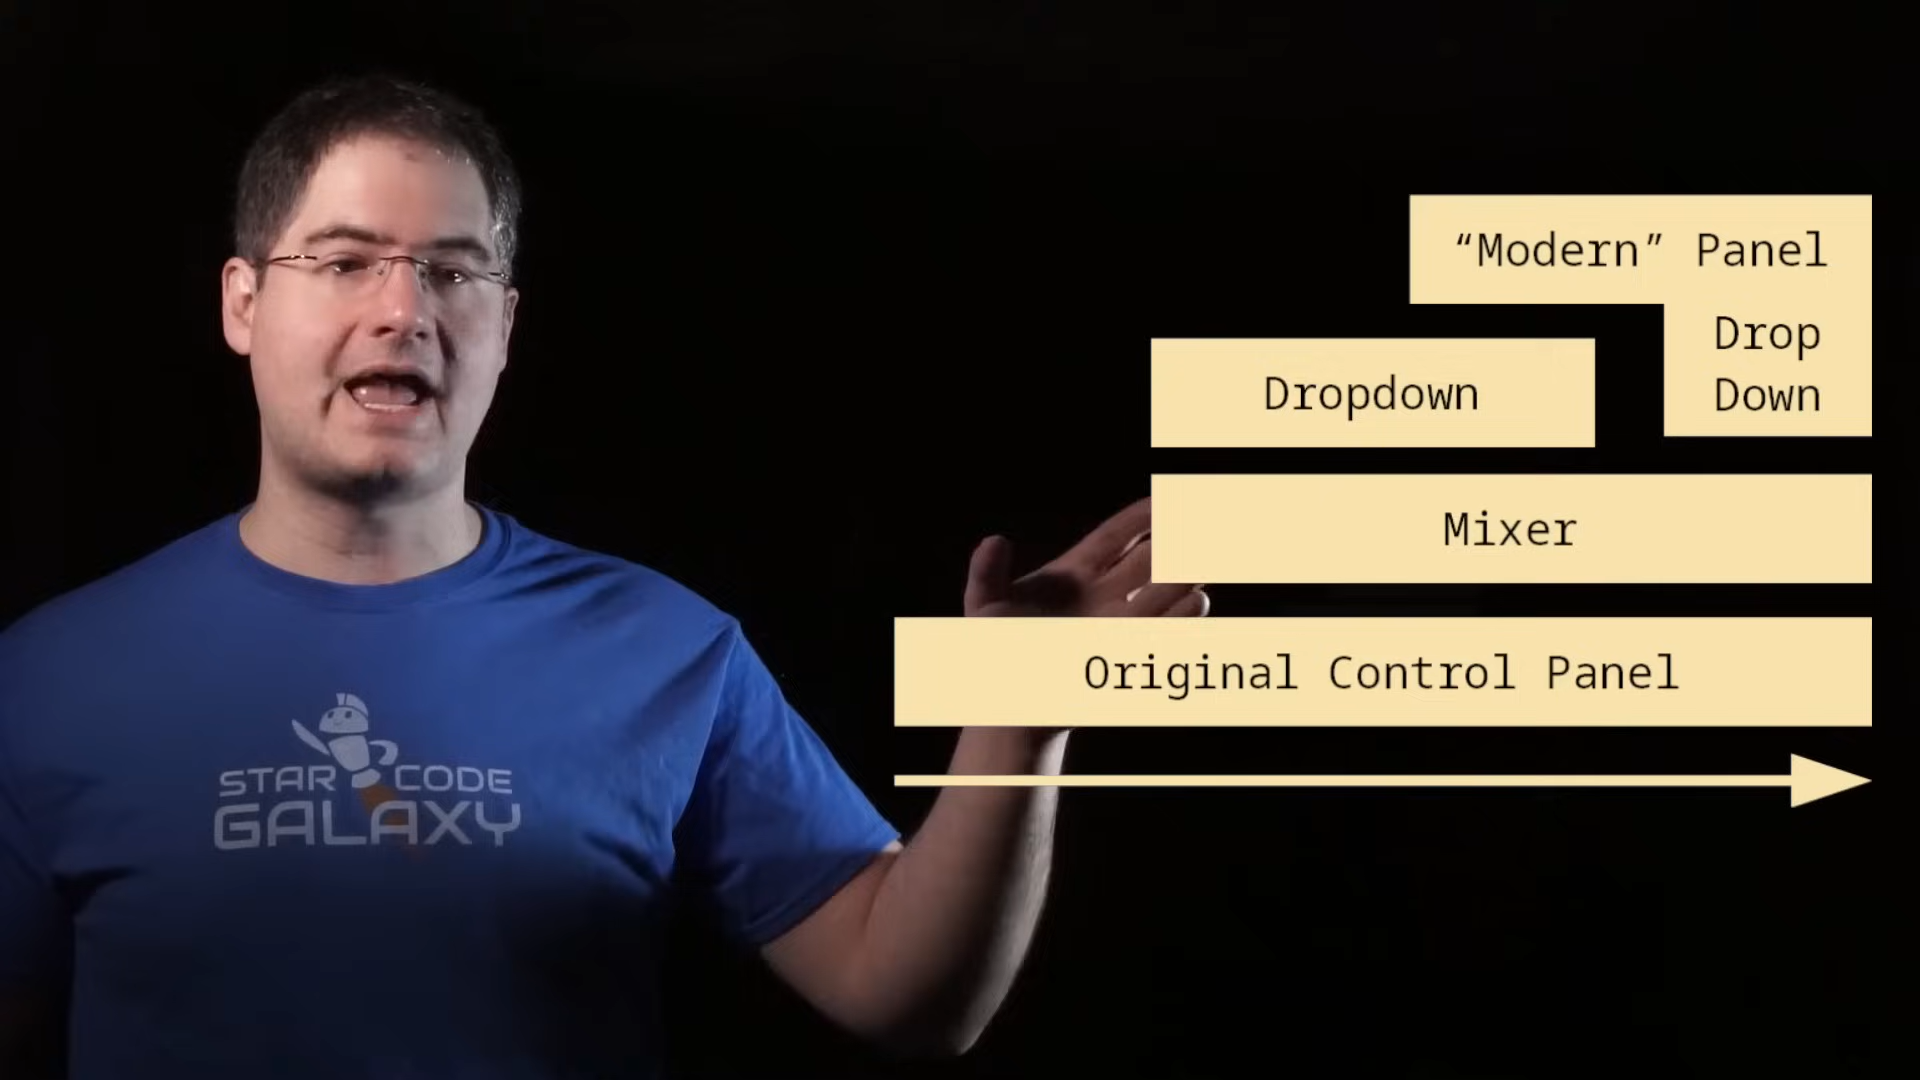 “Modern” Panel
Drop
Down
Dropdown
Mixer
Original Control Panel
STAR CODE
GALAXY